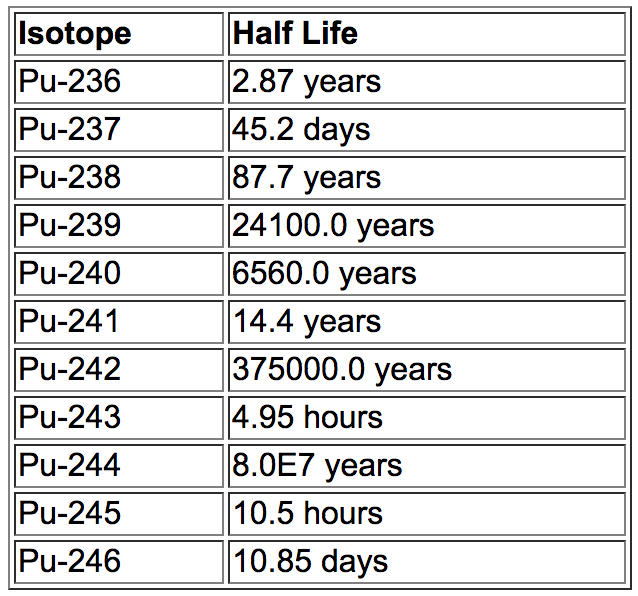 Isotope Half Life
Pu-236 2.87 years
Pu-237 45.2 days
Pu-238 87.7 years
Pu-239 24100.0 years
Pu-240 6560.0 years
Pu-241 14.4 years
Pu-242 375000.0 years
Pu-243 4.95 hours
Pu-244 8.0E7 years
Pu-245 10.5 hours
Pu-246 10.85 days